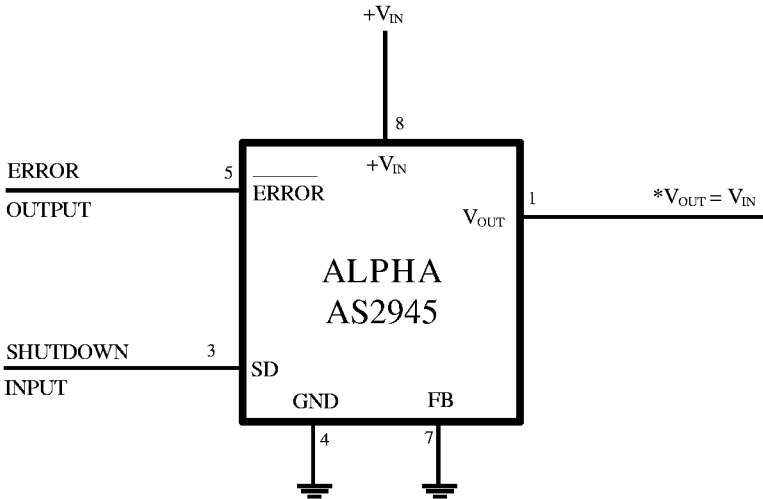 +VIN
8
+VIN
ERROR
5
ERROR
OUTPUT
VOUT
1
*VOUT = VIN
ALPHA
AS2945
SHUTDOWN
3
SD
INPUT
GND
FB
4
7